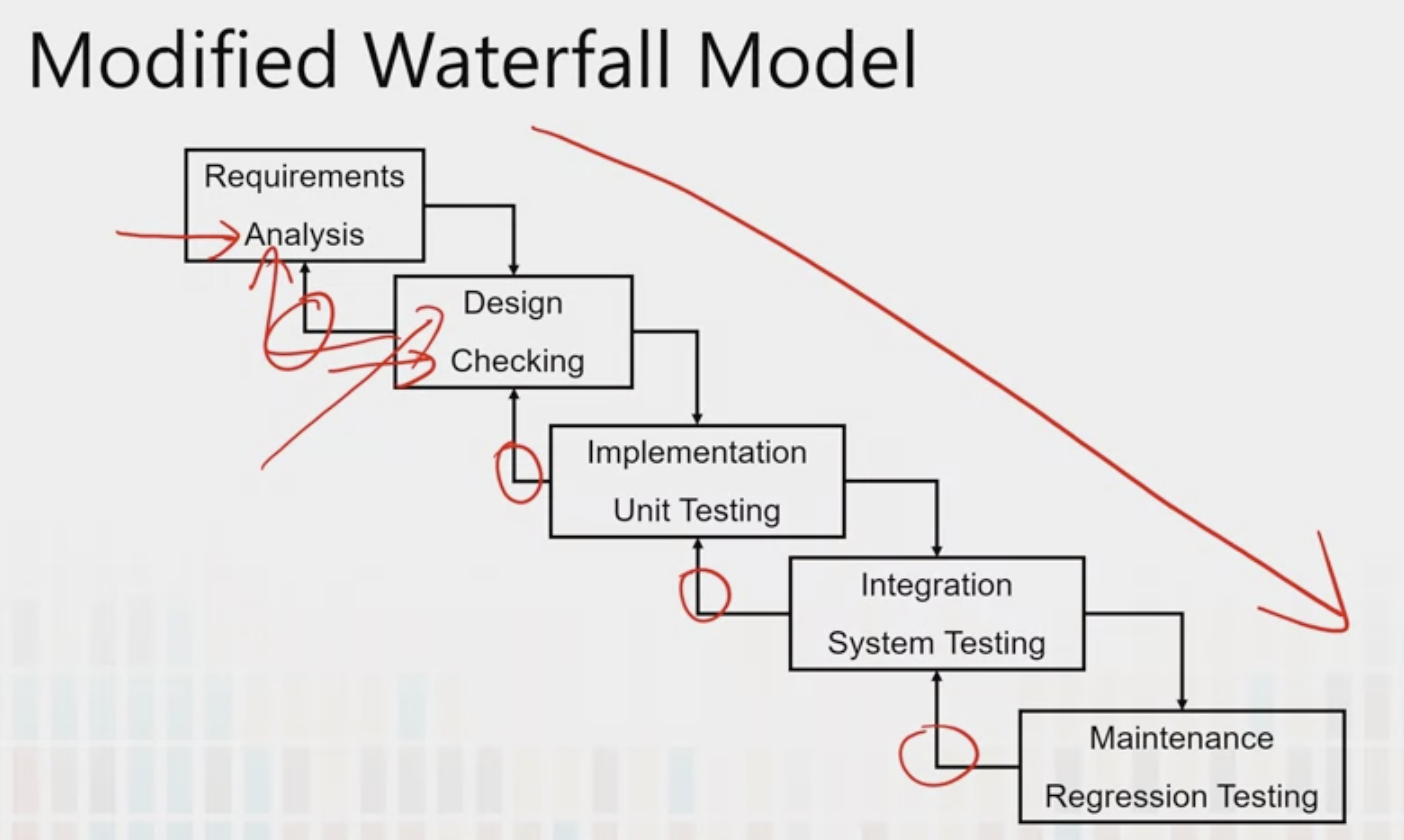 Modified Waterfall Model
Requirements
Analysis
Design
Checking
Implementation
Unit Testing
Integration
System Testing
Maintenance
Regression Testing